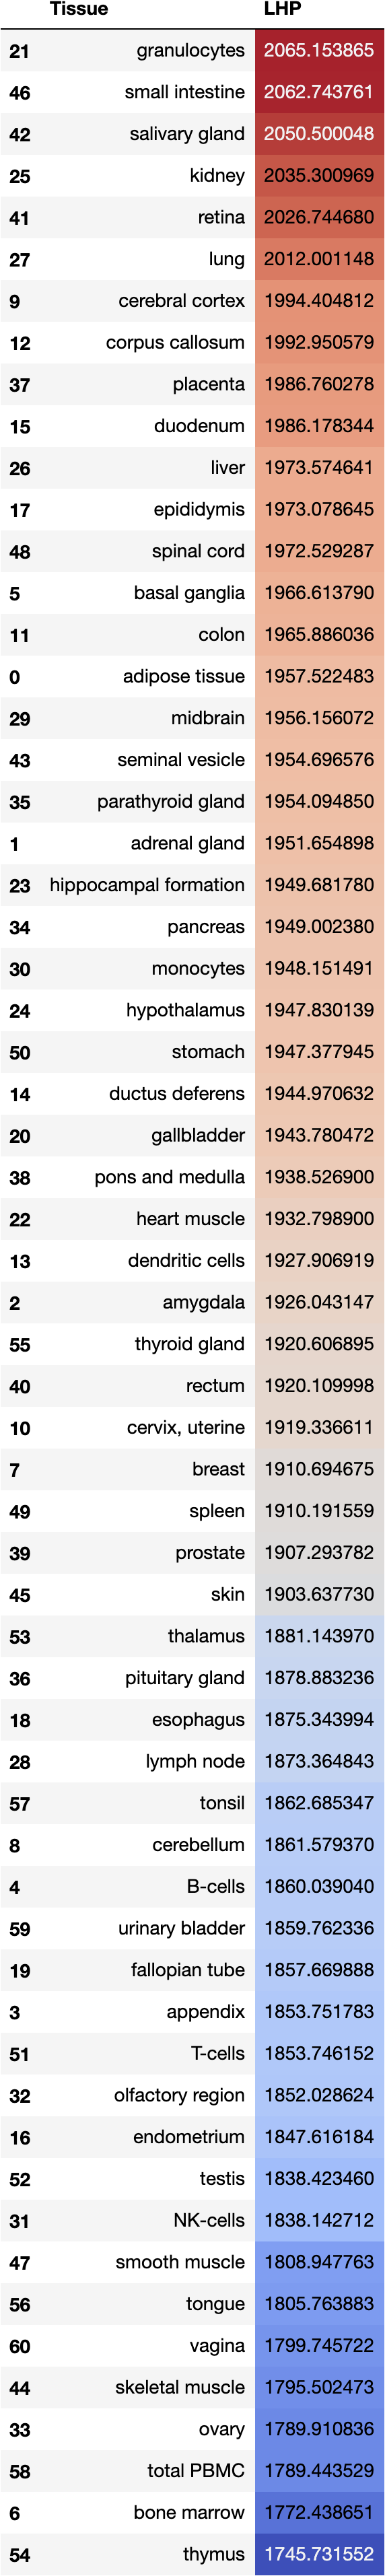 Tissue LHP
21 granulocytes 2065.153865
46 small intestine 2062.743761
42 salivary gland 2050.500048
25 kidney 2035.300969
41 retina 2026.744680
27 lung 2012.001148
9 cerebral cortex 1994.404812
12 corpus callosum 1992.950579
37 placenta 1986.760278
15 duodenum 1986.178344
26 liver 1973.574641
17 epididymis 1973.078645
48 spinal cord 1972.529287
5 basal ganglia 1966.613790
11 colon 1965.886036
0 adipose tissue 1957.522483
29 midbrain 1956.156072
43 seminal vesicle 1954.696576
35 parathyroid gland 1954.094850
1 adrenal gland 1951.654898
23 hippocampal formation 1949.681780
34 pancreas 1949.002380
30 monocytes 1948.151491
24 hypothalamus 1947.830139
50 stomach 1947.377945
14 ductus deferens 1944.970632
20 gallbladder 1943.780472
38 pons and medulla 1938.526900
22 heart muscle 1932.798900
13 dendritic cells 1927.906919
2 amygdala 1926.043147
55 thyroid gland 1920.606895
40 rectum 1920.109998
10 cervix, uterine 1919.336611
7 breast 1910.694675
49 spleen 1910.191559
39 prostate 1907.293782
45 skin 1903.637730
53 thalamus 1881.143970
36 pituitary gland 1878.883236
18 esophagus 1875.343994
28 lymph node 1873.364843
57 tonsil 1862.685347
8 cerebellum 1861.579370
4 B-cells 1860.039040
59 urinary bladder 1859.762336
19 fallopian tube 1857.669888
3 appendix 1853.751783
51 T-cells 1853.746152
32 olfactory region 1852.028624
16 endometrium 1847.616184
52 testis 1838.423460
31 NK-cells 1838.142712
47 smooth muscle 1808.947763
56 tongue 1805.763883
60 vagina 1799.745722
44 skeletal muscle 1795.502473
33 ovary 1789.910836
58 total PBMC 1789.443529
6 bone marrow 1772.438651
54 thymus 1745.731552